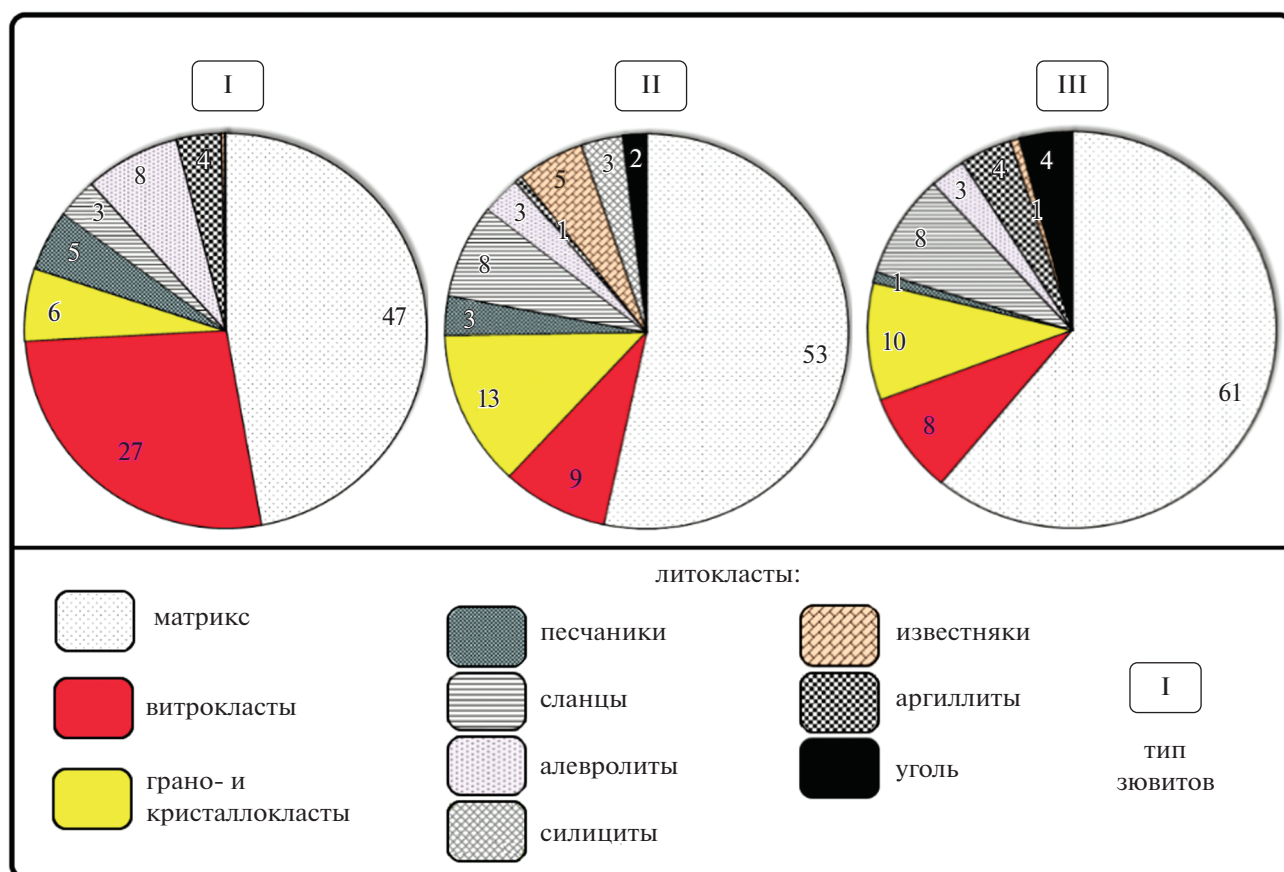 I
II
III
47
27
6
5
3
8
4
53
9
13
3
8
3
1
5
3
2
61
8
10
1
8
3
4
1
4
литокласты:
матрикс
витрокласты
грано- и
кристаллокласты
песчаники
сланцы
алевролиты
силициты
известняки
аргиллиты
уголь
I
тип
зювитов